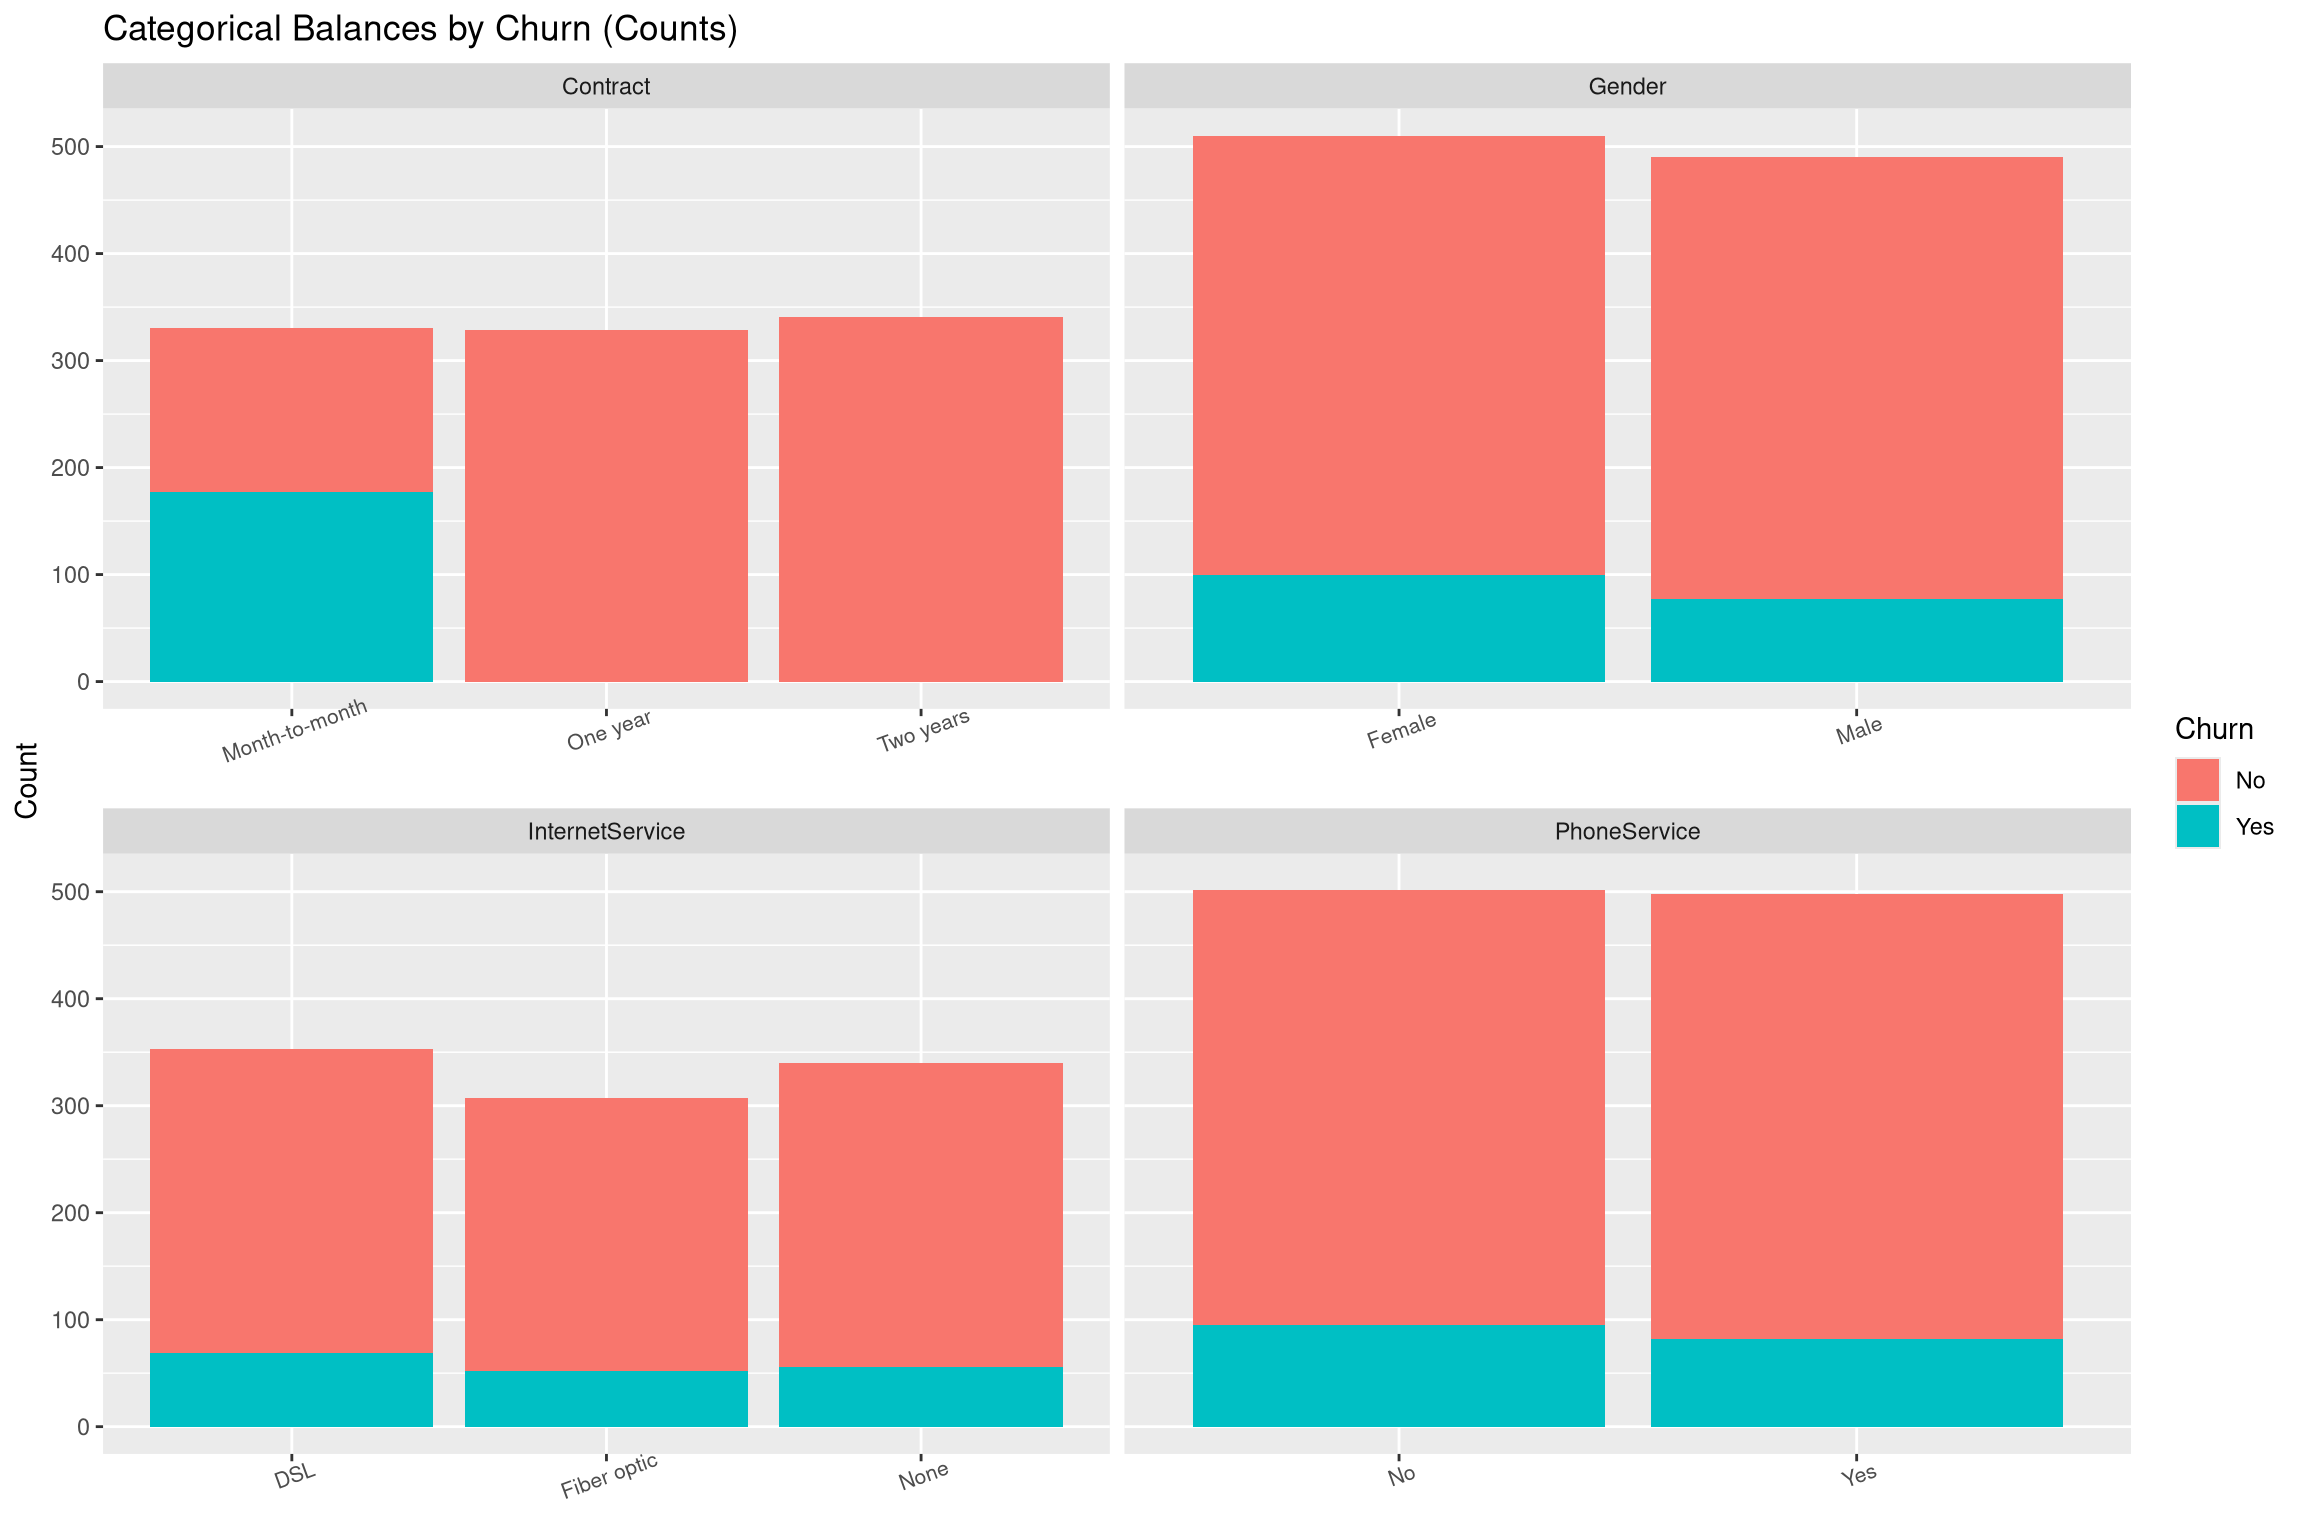 Categorical Balances by Churn (Counts)
Contract
Gender
500
400
300
200
100
0
Month-to-month
One year
Two years
Female
Male
Count
Churn
No
Yes
InternetService
PhoneService
500
400
300
200
100
0
DSL
Fiber optic
None
No
Yes